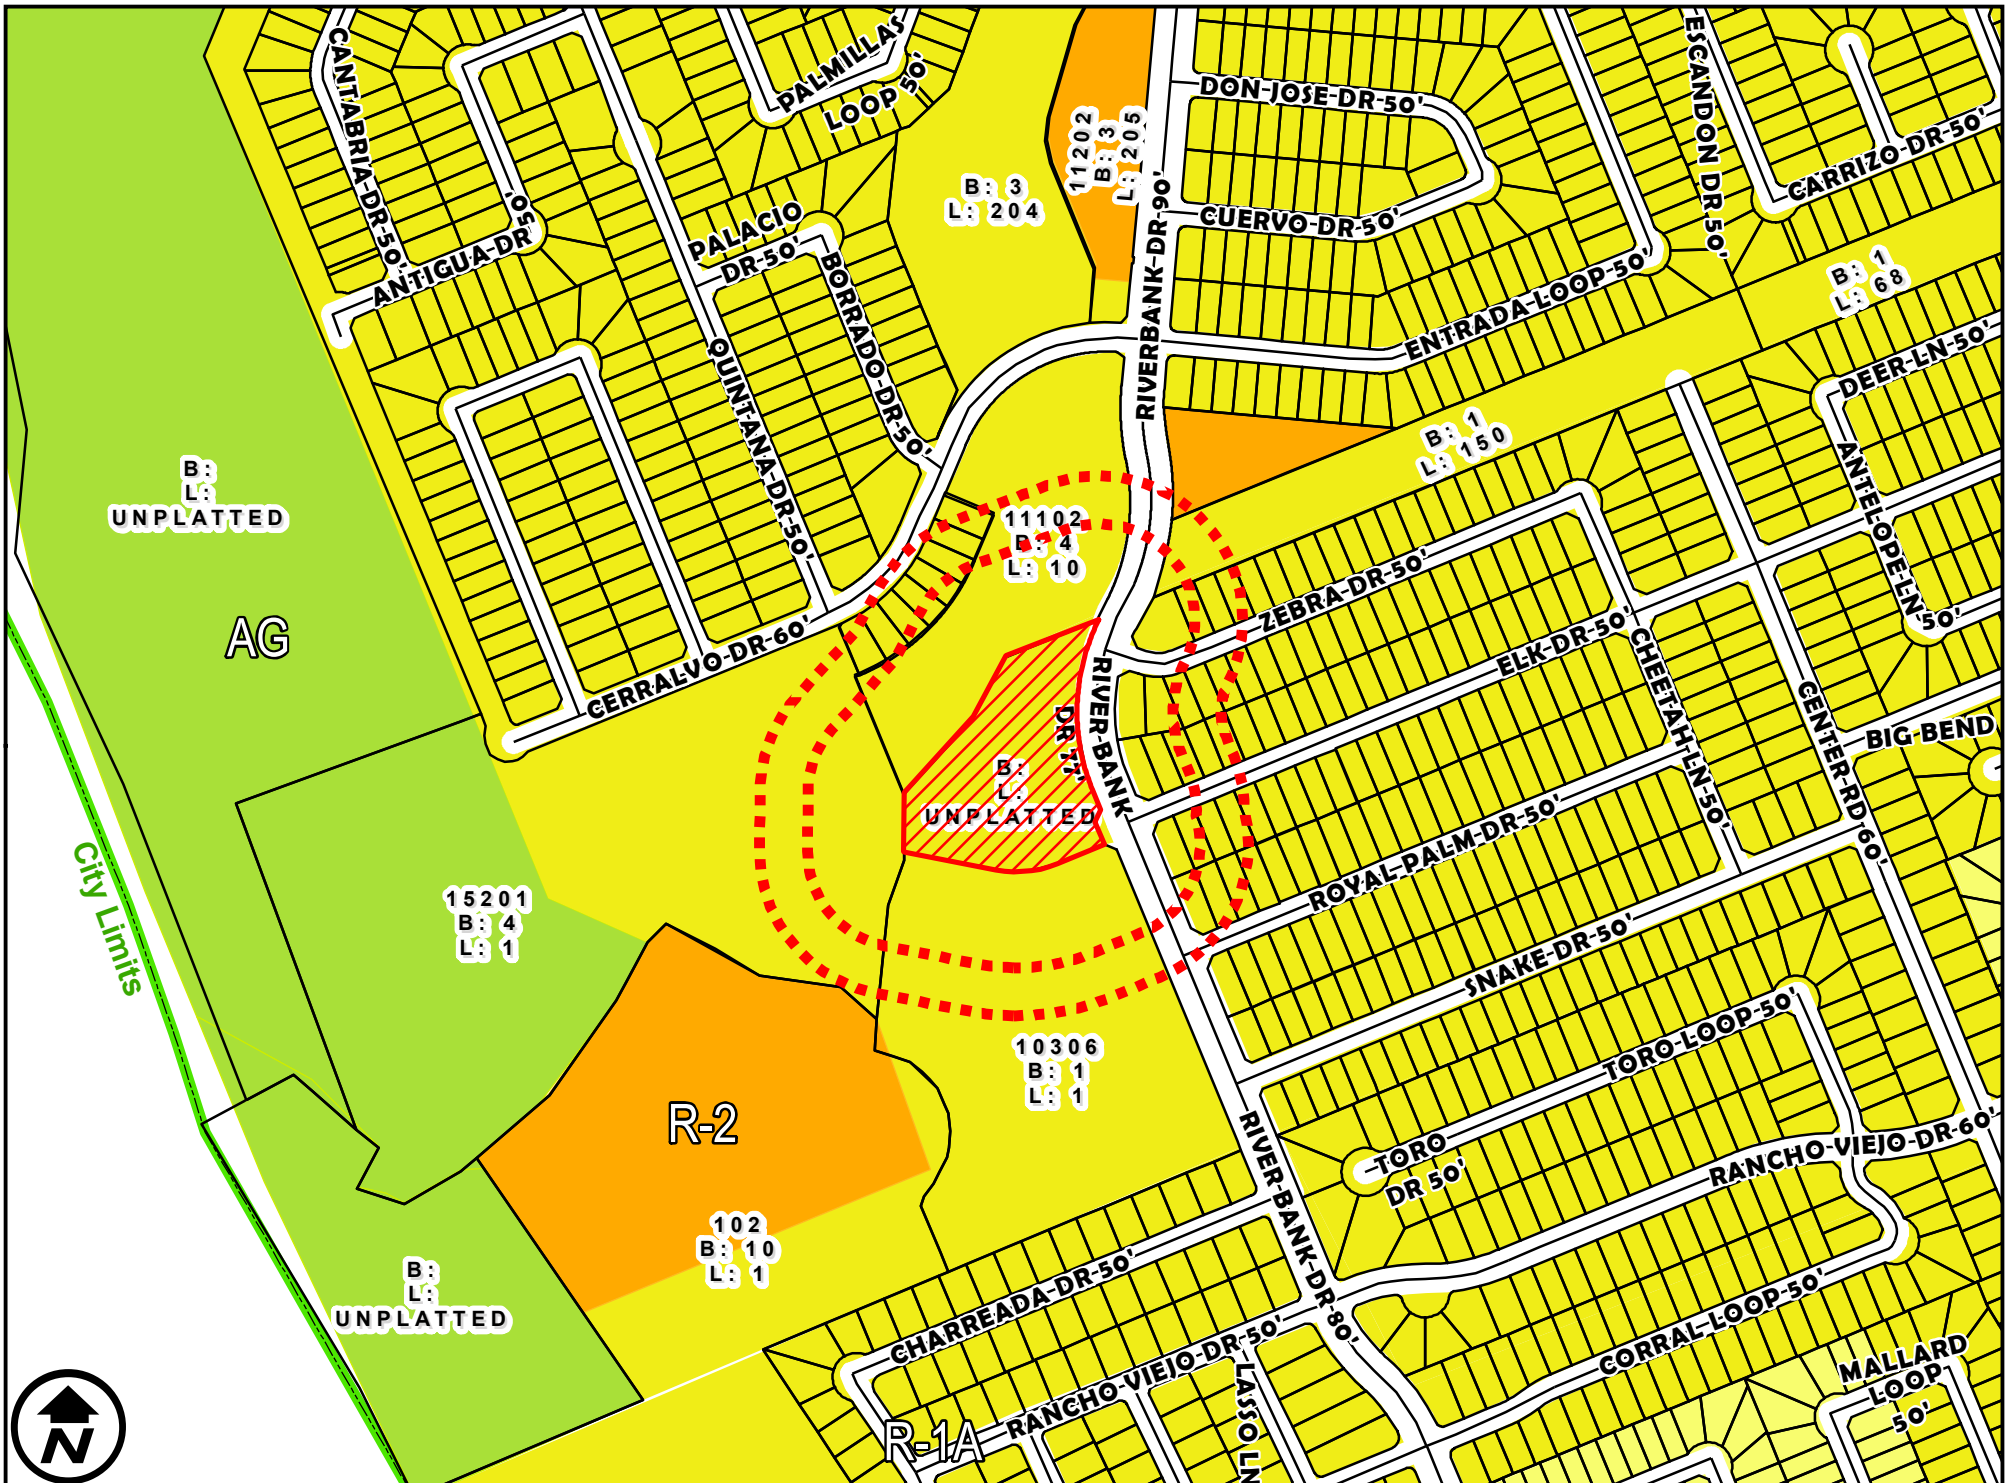 CANTABRIA-DR-50'
PALMILLAS
LOOP 50'
11202
B: 3
L: 205
DON-JOSE-DR-50'
ESCANDON DR 50'
CARRIZO-DR-50'
B: 3
L: 204
CUERVO-DR-50'
RIVERBANK-DR-90'
ANTIGUA-DR
50'
PALACIO
DR-50'
BORRADO-DR-50'
ENTRADA-LOOP-50'
B: 1
L: 68
DEER-LN-50'
QUINTANA-DR-50'
B: 1
L: 150
ANTELOPE-LN
50'
B:
L:
UNPLATTED
11102
B: 4
L: 10
ZEBRA-DR-50'
AG
CERRALVO-DR-60'
ELK-DR-50'
CHEETAH-LN-50'
RIVER-BANK
DR 77'
CENTER-RD-60'
BIG-BEND
B:
L:
UNPLATTED
ROYAL-PALM-DR-50'
City Limits
15201
B: 4
L: 1
SNAKE-DR-50'
TORO-LOOP-50'
10306
B: 1
L: 1
R-2
TORO
DR 50'
RANCHO-VIEJO-DR-60'
RIVER-BANK-DR-80'
102
B: 10
L: 1
B:
L:
UNPLATTED
CHARREADA-DR-50'
RANCHO-VIEJO-DR-50'
CORRAL-LOOP-50'
MALLARD
LOOP
50'
LASSO LN
R-1A
N